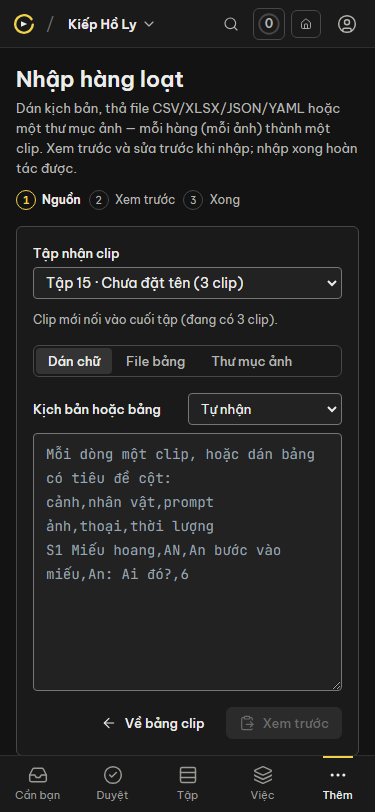 / Kiếp Hồ Ly
0
Nhập hàng loạt
Dán kịch bản, thả file CSV/XLSX/JSON/YAML hoặc
một thư mục ảnh — mỗi hàng (mỗi ảnh) thành một
clip. Xem trước và sửa trước khi nhập; nhập xong hoàn
tác được.
1 Nguồn 2 Xem trước 3 Xong
Tập nhận clip
Tập 15 · Chưa đặt tên (3 clip)
Clip mới nối vào cuối tập (đang có 3 clip).
Dán chữ File bảng Thư mục ảnh
Kịch bản hoặc bảng Tự nhận
Mỗi dòng một clip, hoặc dán bảng
có tiêu đề cột:
cảnh,nhân vật,prompt
ảnh,thoại,thời lượng
S1 Miếu hoang,AN,An bước vào
miếu,An: Ai đó?,6
Về bảng clip Xem trước
Cần bạn Duyệt Tập Việc Thêm